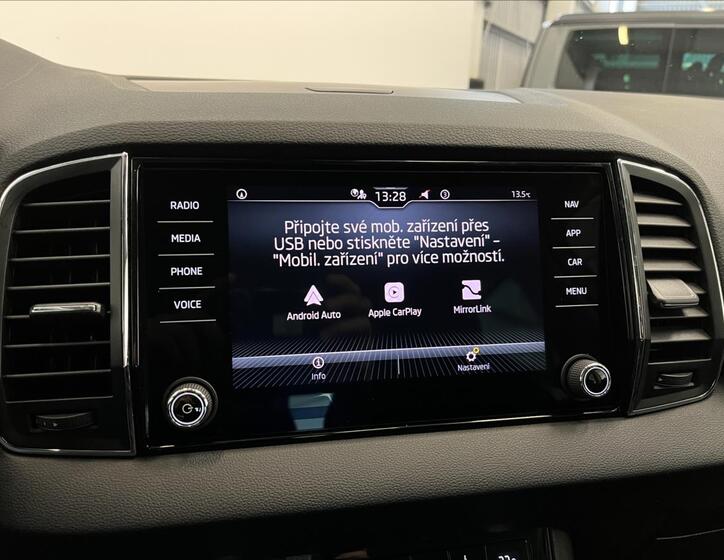 RADIO
MEDIA
PHONE
VOICE
13:28
3
13.5°C
Připojte své mob. zařízení přes
USB nebo stiskněte "Nastavení" –
"Mobil. zařízení" pro více možností.
Android Auto
Apple CarPlay
MirrorLink
Info
Nastavení
NAV
APP
CAR
MENU